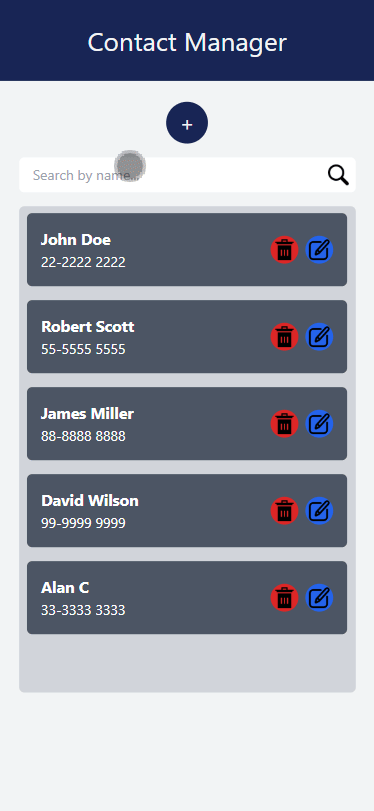 Contact Manager
+
Search by name...
John Doe
22-2222 2222
Robert Scott
55-5555 5555
James Miller
88-8888 8888
David Wilson
99-9999 9999
Alan C
33-3333 3333